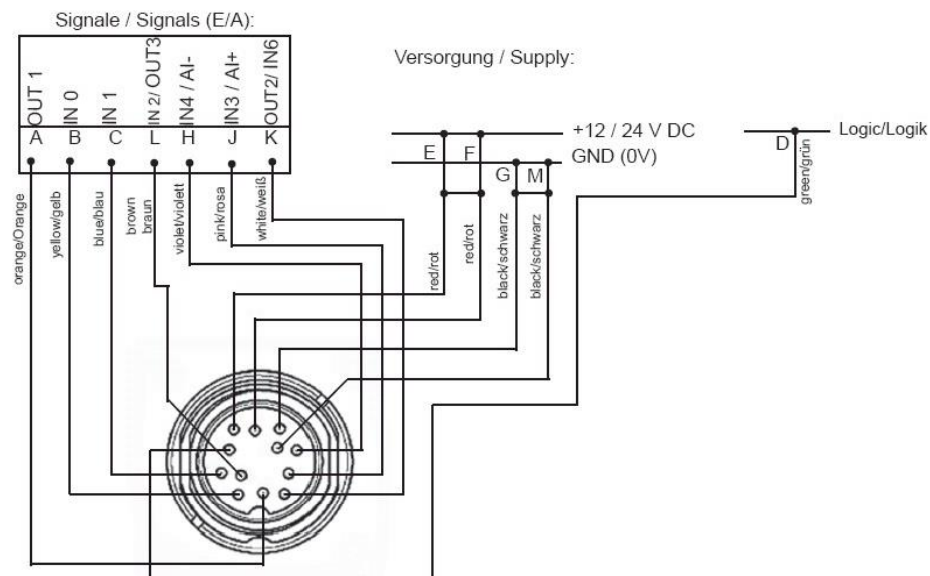 Signale / Signals (E/A):
OUT 1
IN 0
IN 1
IN 2/ OUT3
IN4 / AI-
IN3 / AI+
OUT2/ IN6
A
B
C
L
H
J
K
orange/Orange
yellow/gelb
blue/blau
brown
braun
violet/violett
pink/rosa
white/weiß
Versorgung / Supply:
+12 / 24 V DC
GND (0V)
E
F
G
M
red/rot
red/rot
black/schwarz
black/schwarz
Logic/Logik
D
green/grün